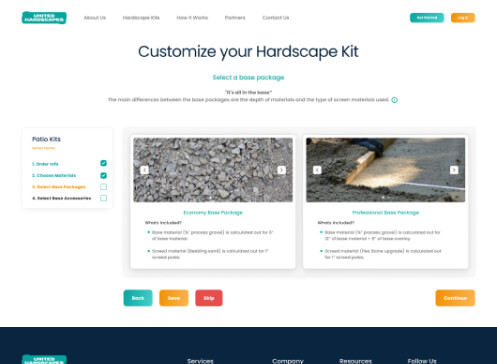 UNITED
HARDSCAPES
About Us
Hardscape Kits
How It Works
Partners
Contact Us
Get Started
Log In
Customize your Hardscape Kit
Select a base package
"It's all in the base"
The main differences between the base packages are the depth of materials and the type of screen materials used.
Patio Kits
1. Order Info
2. Choose Materials
3. Select Base Packages
4. Select Base Accessories
Economy Base Package
Whats Included?
Base material (¾" process gravel) is calculated out for 6"
of base material.
Screed material (Bedding sand) is calculated out for 1"
screed poles.
Professional Base Package
Whats Included?
Base material (¾" process gravel) is calculated out for
12" of base material + 6" of base overlay.
Screed material (Pea Stone upgrade) is calculated out
for 1" screed poles.
Back
Save
Skip
Continue
UNITED
HARDSCAPES
Services
Company
Resources
Follow Us